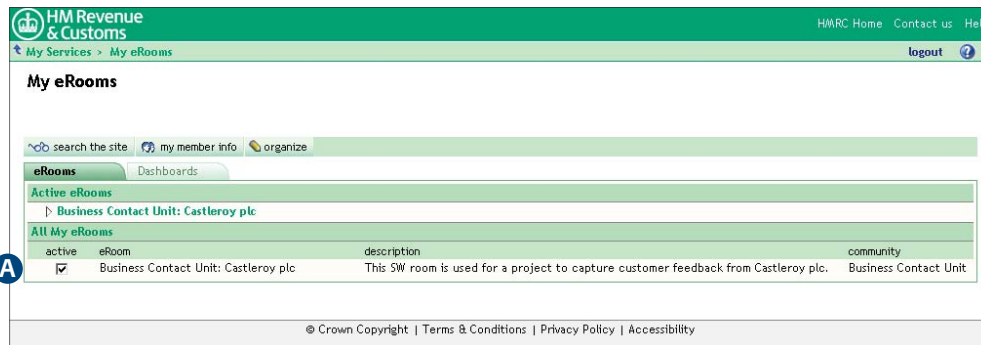 HM Revenue
& Customs
HMRC Home Contact us Hel
My Services > My eRooms
logout ?
My eRooms
search the site my member info organize
eRooms Dashboards
Active eRooms
Business Contact Unit: Castleroy plc
All My eRooms
active eRoom description community
A Business Contact Unit: Castleroy plc This SW room is used for a project to capture customer feedback from Castleroy plc. Business Contact Unit
© Crown Copyright | Terms & Conditions | Privacy Policy | Accessibility